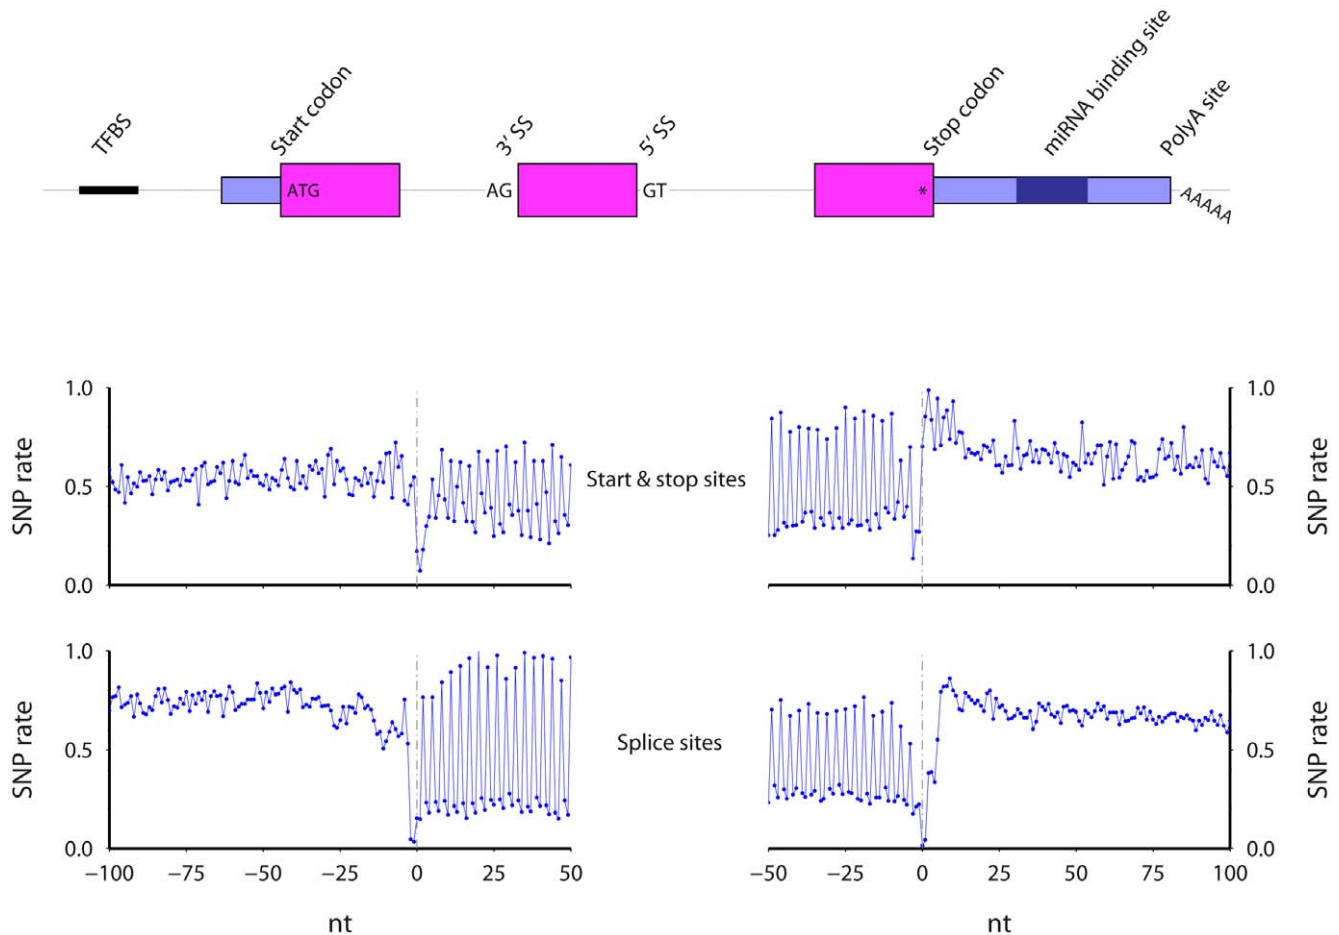 TFBS
Start codon
3′ SS
5′ SS
Stop codon
miRNA binding site
PolyA site
ATG
AG
GT
*
AAAAA
1.0
0.5
0.0
SNP rate
Start & stop sites
1.0
0.5
0.0
SNP rate
1.0
0.5
0.0
SNP rate
Splice sites
1.0
0.5
0.0
SNP rate
−100 −75 −50 −25 0 25 50
nt
−50 −25 0 25 50 75 100
nt